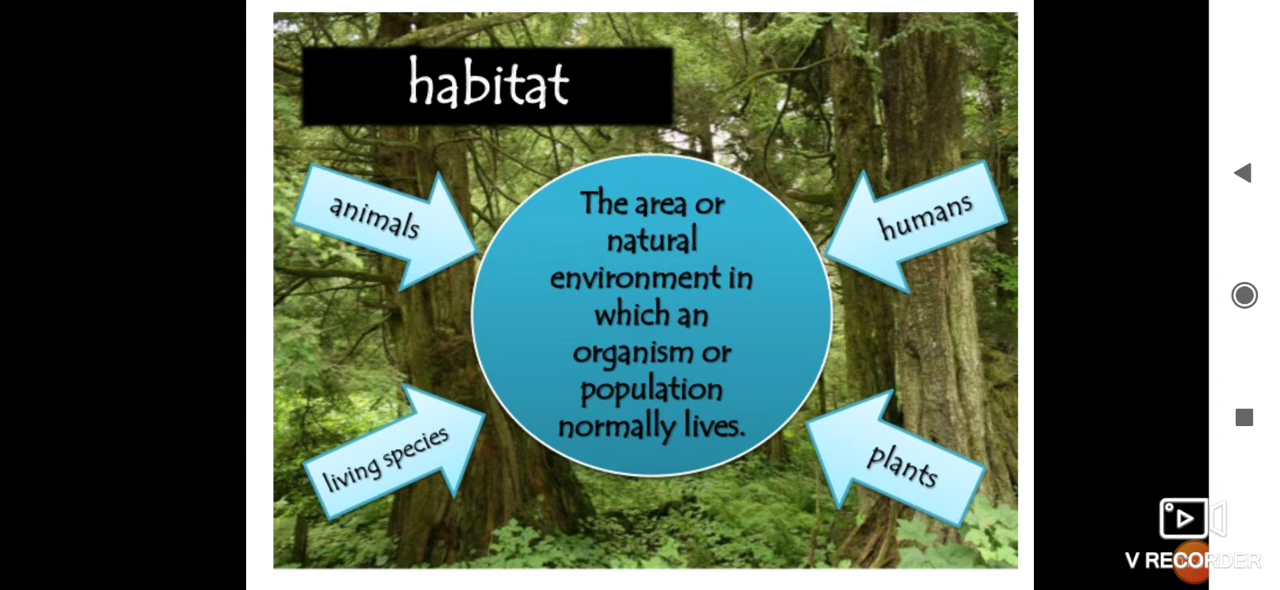 habitat
animals
humans
The area or
natural
environment in
which an
organism or
population
normally lives.
living species
plants
V RECORDER